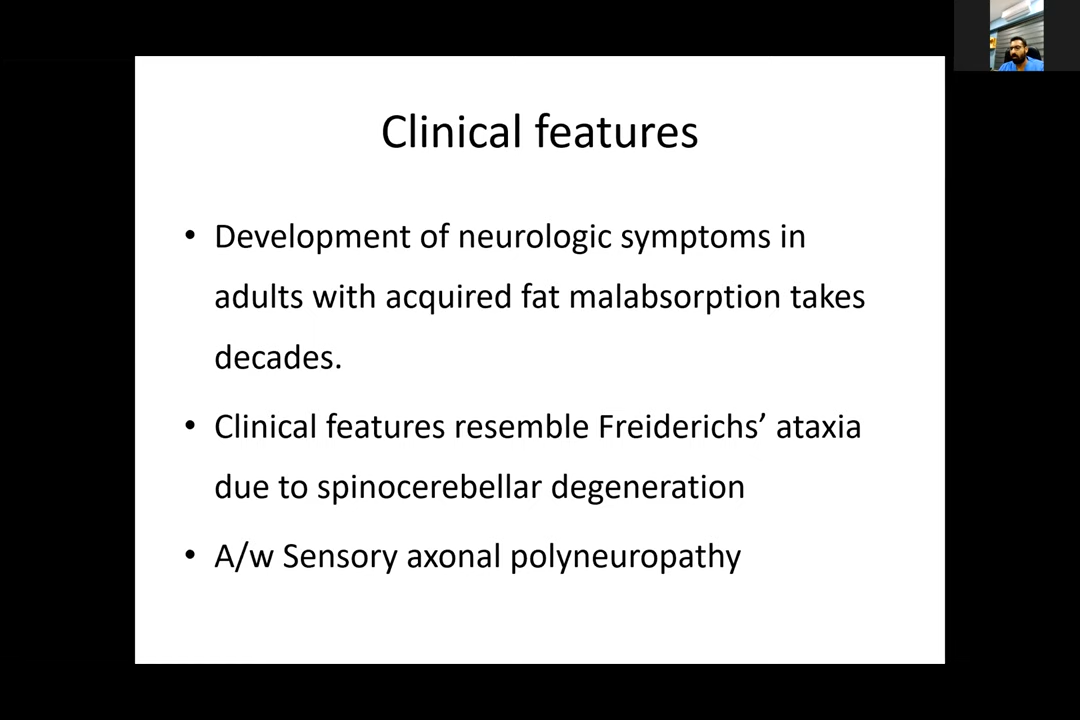 Clinical features
• Development of neurologic symptoms in
adults with acquired fat malabsorption takes
decades.
• Clinical features resemble Freiderichs’ ataxia
due to spinocerebellar degeneration
• A/w Sensory axonal polyneuropathy